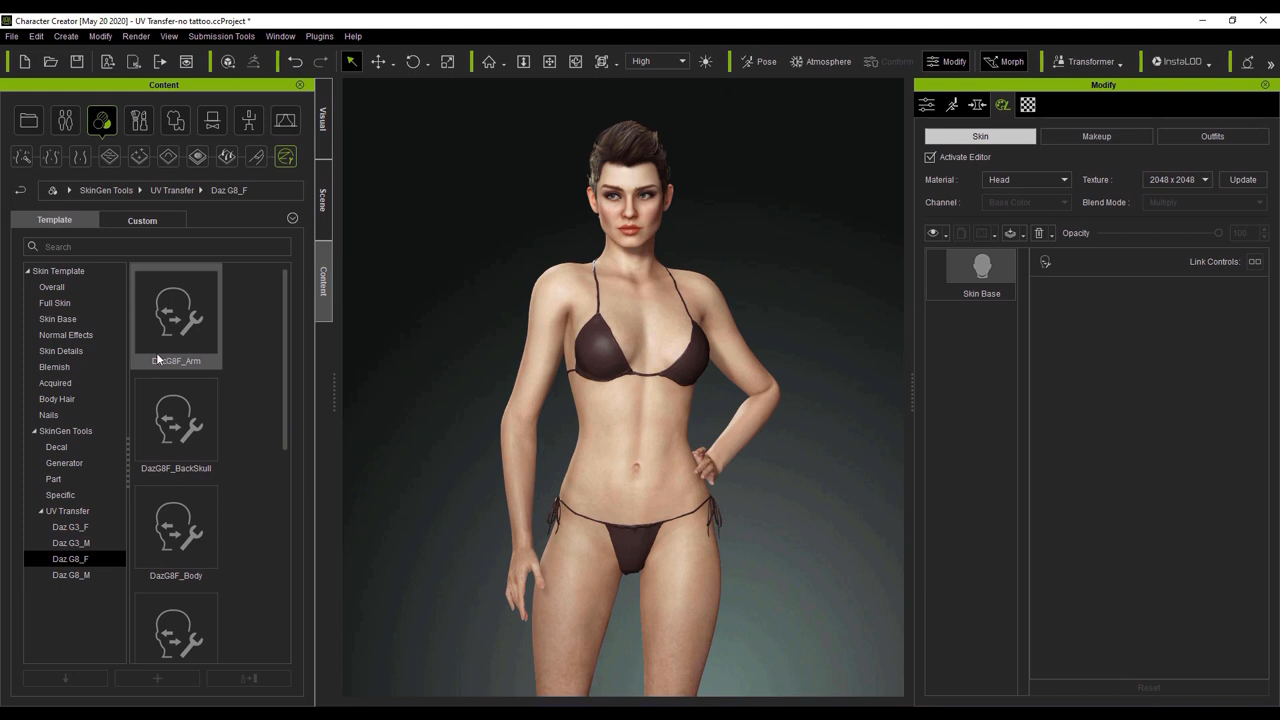 Character Creator [May 20 2020] - UV Transfer-no tattoo.ccProject *
File Edit Create Modify Render View Submission Tools Window Plugins Help
High Pose Atmosphere Conform Modify Morph Transformer InstaLOD »
Content
Visual
Scene
Content
SkinGen Tools UV Transfer Daz G8_F
Template Custom
Search
Skin Template
Overall
Full Skin
Skin Base
Normal Effects
Skin Details
Blemish
Acquired
Body Hair
Nails
SkinGen Tools
Decal
Generator
Part
Specific
UV Transfer
Daz G3_F
Daz G3_M
Daz G8_F
Daz G8_M
DazG8F_Arm
DazG8F_BackSkull
DazG8F_Body
Modify
Skin Makeup Outfits
Activate Editor
Material: Head Texture: 2048 x 2048 Update
Channel: Base Color Blend Mode: Multiply
Opacity 100
Skin Base
Link Controls:
Reset